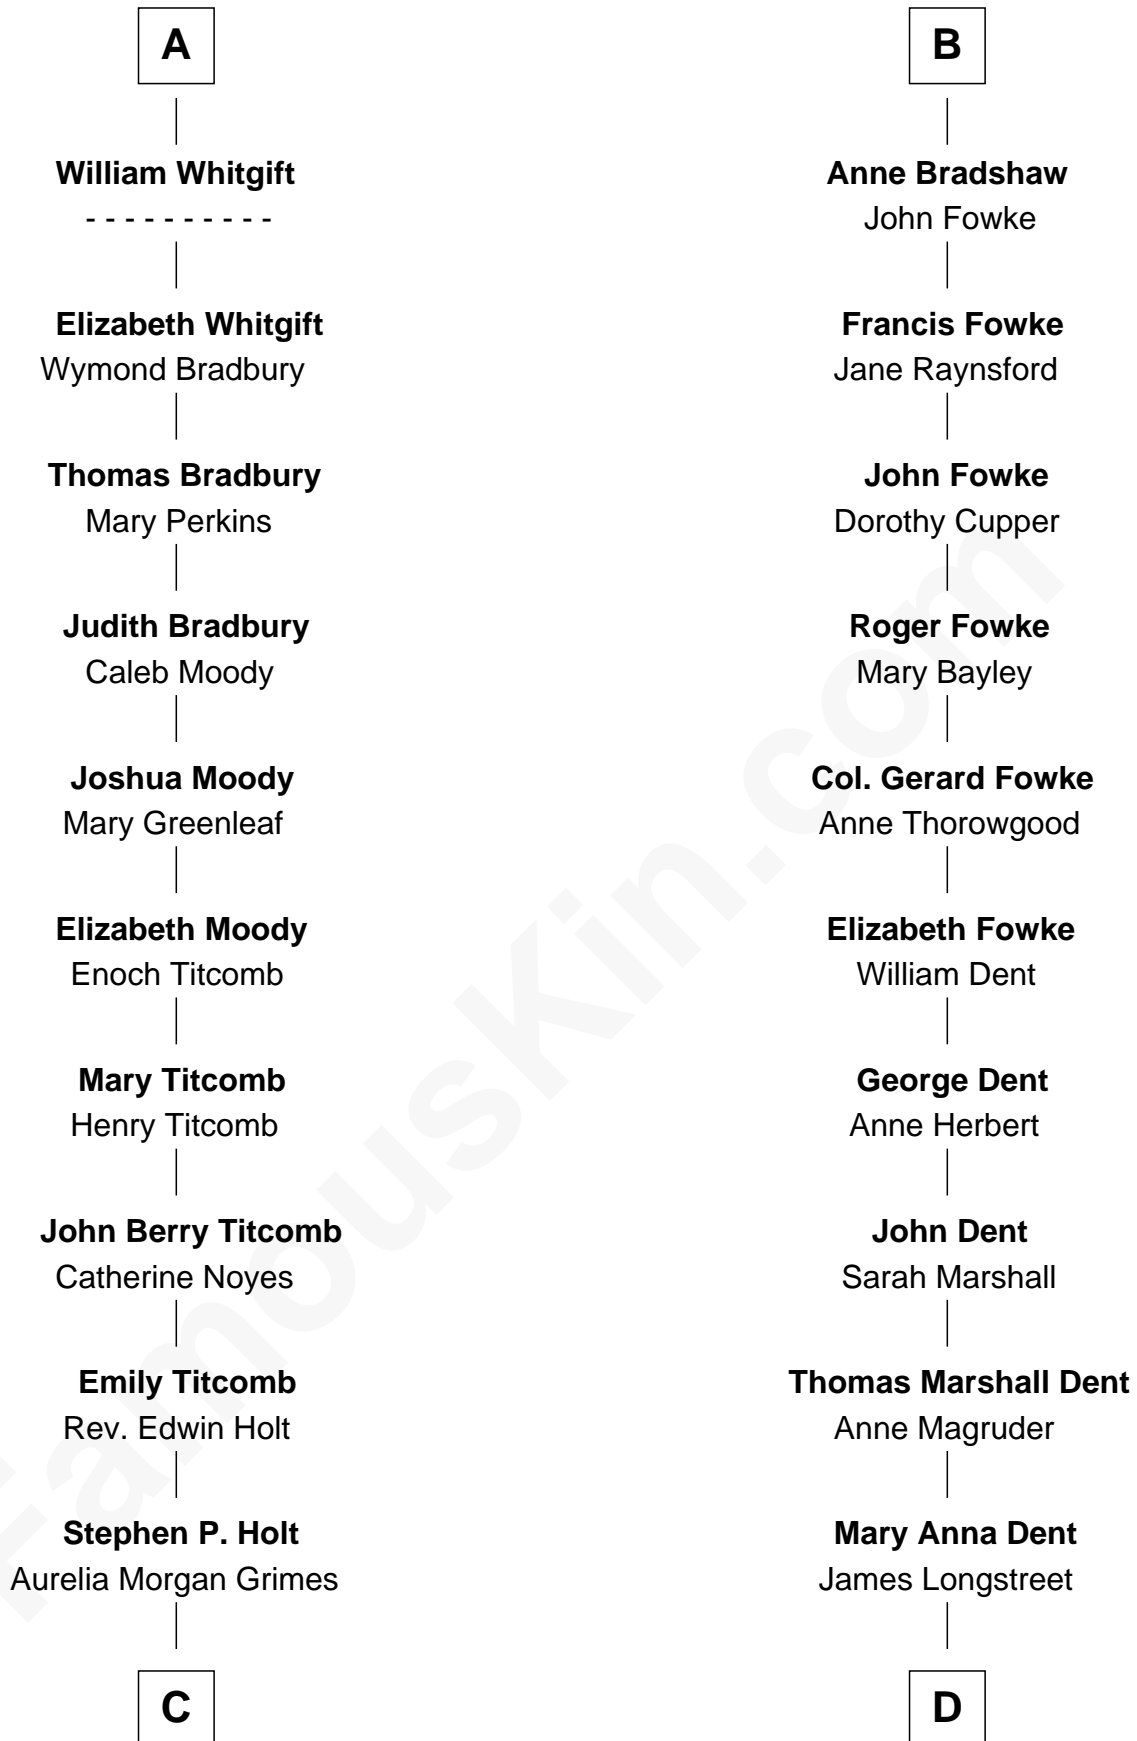 A
William Whitgift
- - - - - - - - - -
Elizabeth Whitgift
Wymond Bradbury
Thomas Bradbury
Mary Perkins
Judith Bradbury
Caleb Moody
Joshua Moody
Mary Greenleaf
Elizabeth Moody
Enoch Titcomb
Mary Titcomb
Henry Titcomb
John Berry Titcomb
Catherine Noyes
Emily Titcomb
Rev. Edwin Holt
Stephen P. Holt
Aurelia Morgan Grimes
C
B
Anne Bradshaw
John Fowke
Francis Fowke
Jane Raynsford
John Fowke
Dorothy Cupper
Roger Fowke
Mary Bayley
Col. Gerard Fowke
Anne Thorowgood
Elizabeth Fowke
William Dent
George Dent
Anne Herbert
John Dent
Sarah Marshall
Thomas Marshall Dent
Anne Magruder
Mary Anna Dent
James Longstreet
D
FamousKin.com